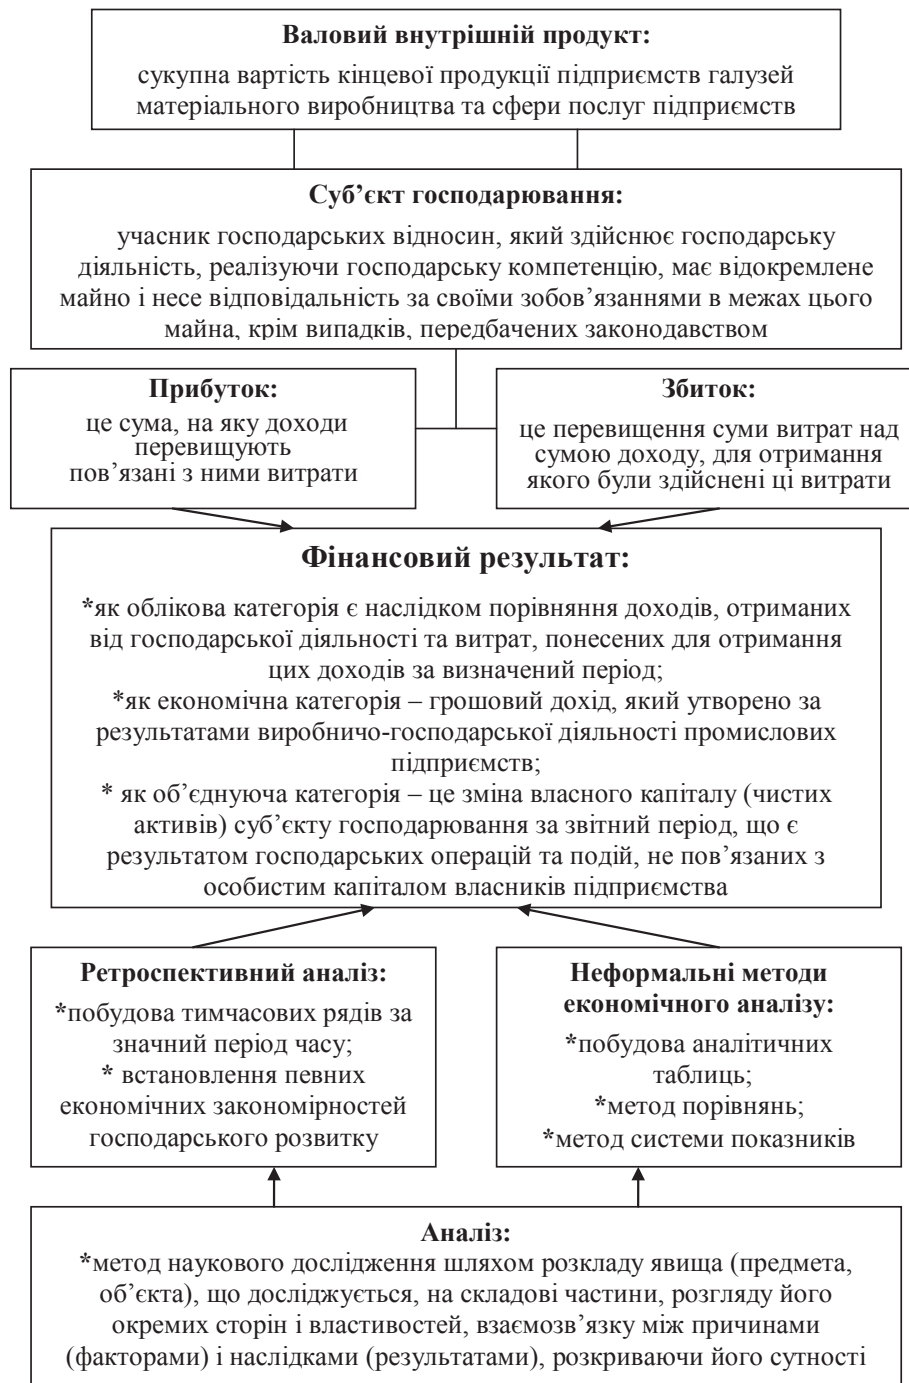 Валовий внутрішній продукт:
сукупна вартість кінцевої продукції підприємств галузей
матеріального виробництва та сфери послуг підприємств
Суб’єкт господарювання:
учасник господарських відносин, який здійснює господарську
діяльність, реалізуючи господарську компетенцію, має відокремлене
майно і несе відповідальність за своїми зобов’язаннями в межах цього
майна, крім випадків, передбачених законодавством
Прибуток:
це сума, на яку доходи
перевищують
пов’язані з ними витрати
Збиток:
це перевищення суми витрат над
сумою доходу, для отримання
якого були здійснені ці витрати
Фінансовий результат:
*як облікова категорія є наслідком порівняння доходів, отриманих
від господарської діяльності та витрат, понесених для отримання
цих доходів за визначений період;
*як економічна категорія – грошовий дохід, який утворено за
результатами виробничо-господарської діяльності промислових
підприємств;
* як об’єднуюча категорія – це зміна власного капіталу (чистих
активів) суб’єкту господарювання за звітний період, що є
результатом господарських операцій та подій, не пов’язаних з
особистим капіталом власників підприємства
Ретроспективний аналіз:
*побудова тимчасових рядів за
значний період часу;
* встановлення певних
економічних закономірностей
господарського розвитку
Неформальні методи
економічного аналізу:
*побудова аналітичних
таблиць;
*метод порівнянь;
*метод системи показників
Аналіз:
*метод наукового дослідження шляхом розкладу явища (предмета,
об’єкта), що досліджується, на складові частини, розгляду його
окремих сторін і властивостей, взаємозв’язку між причинами
(факторами) і наслідками (результатами), розкриваючи його сутності